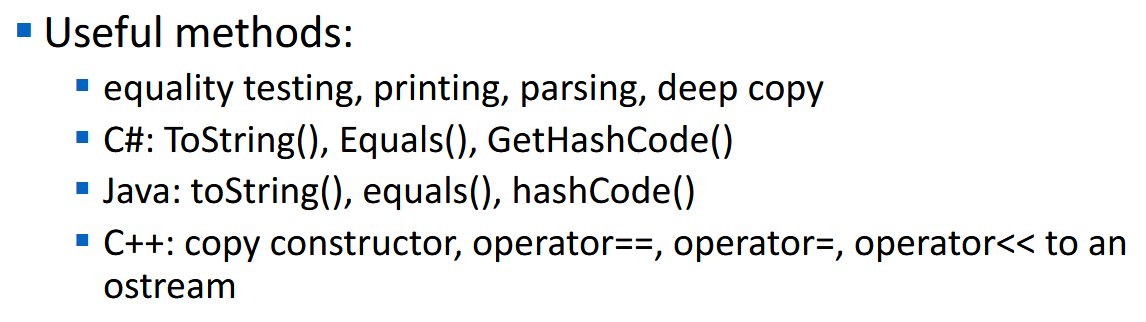 Useful methods:
equality testing, printing, parsing, deep copy
C#: ToString(), Equals(), GetHashCode()
Java: toString(), equals(), hashCode()
C++: copy constructor, operator==, operator=, operator<< to an
ostream